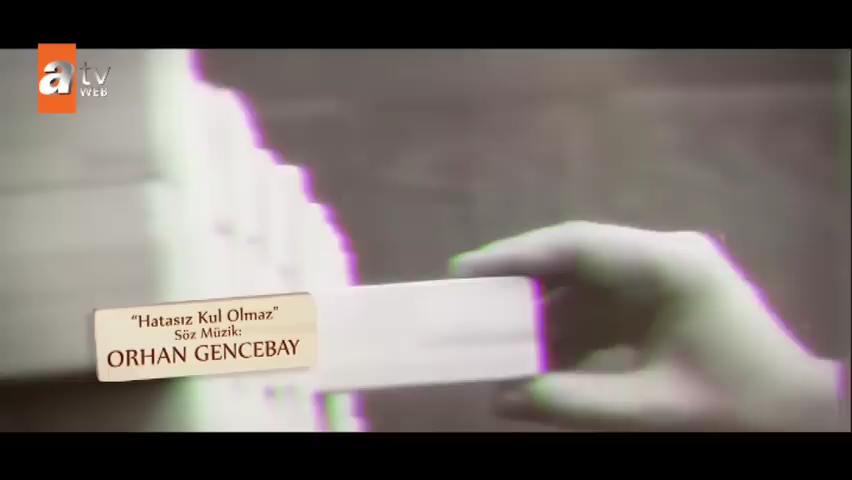 atv
WEB
“Hatasız Kul Olmaz”
Söz Müzik:
ORHAN GENCEBAY